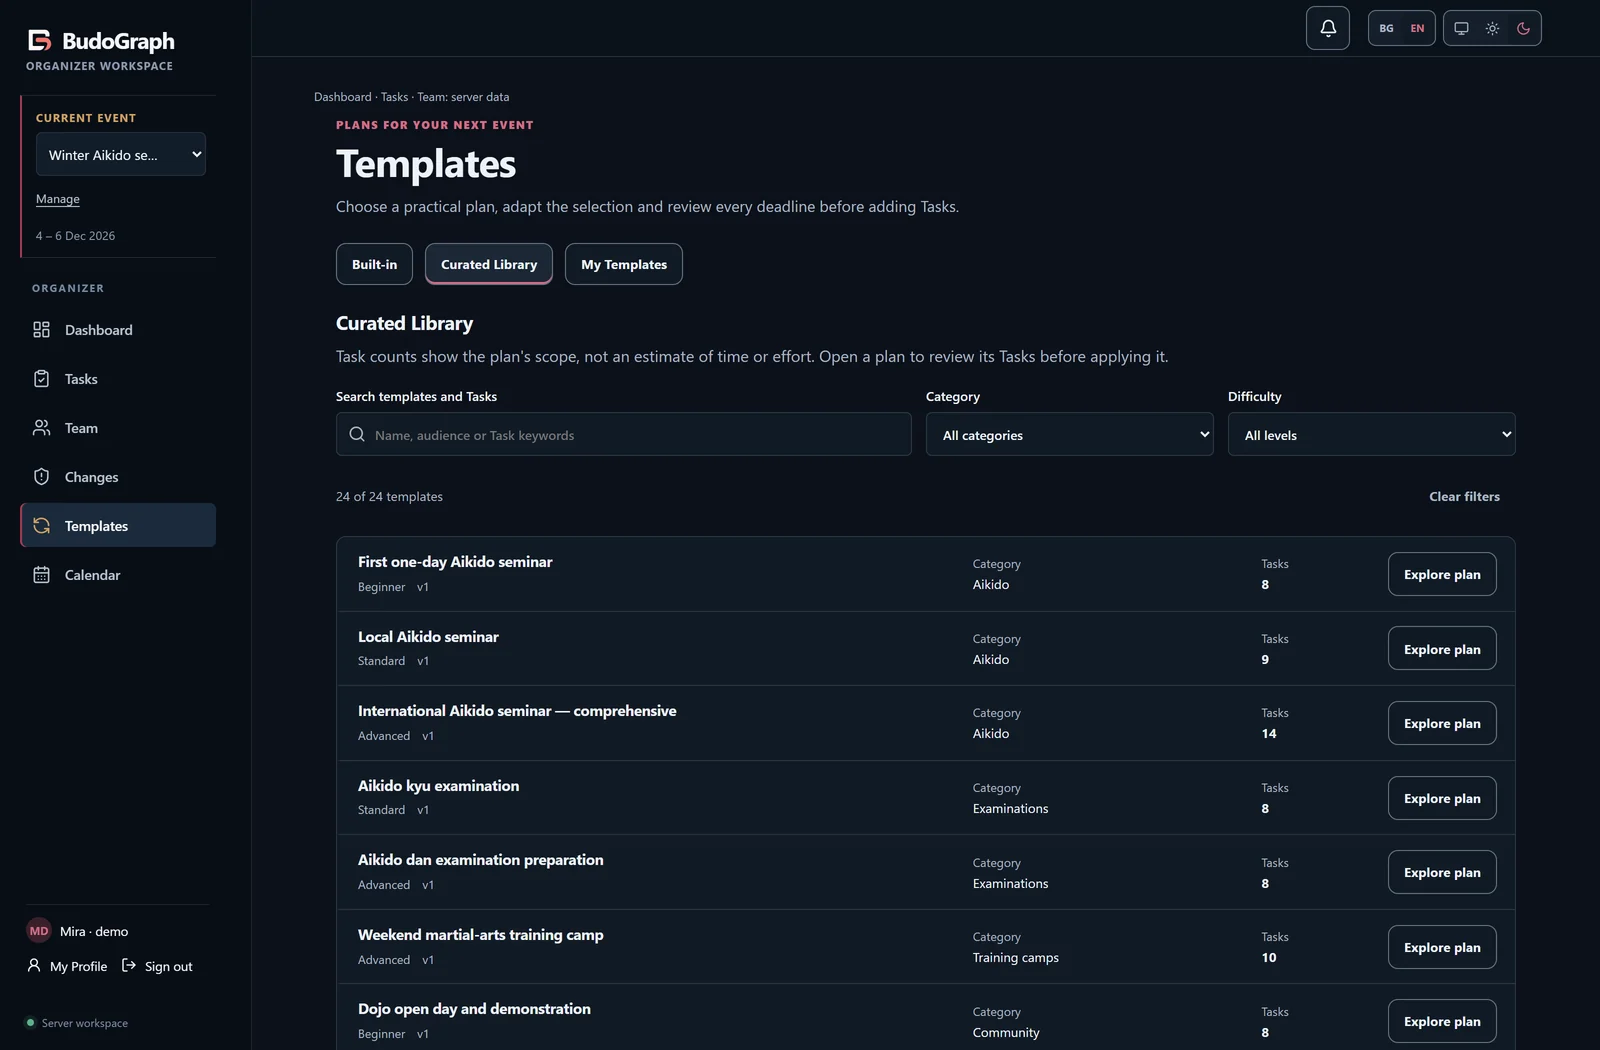 BudoGraph
ORGANIZER WORKSPACE
CURRENT EVENT
Winter Aikido se...
Manage
4 – 6 Dec 2026
ORGANIZER
Dashboard
Tasks
Team
Changes
Templates
Calendar
MD Mira · demo
My Profile Sign out
Server workspace
BG EN
Dashboard · Tasks · Team: server data
PLANS FOR YOUR NEXT EVENT
Templates
Choose a practical plan, adapt the selection and review every deadline before adding Tasks.
Built-in Curated Library My Templates
Curated Library
Task counts show the plan's scope, not an estimate of time or effort. Open a plan to review its Tasks before applying it.
Search templates and Tasks Category Difficulty
Name, audience or Task keywords All categories All levels
24 of 24 templates Clear filters
First one-day Aikido seminar Category Tasks Explore plan
Beginner v1 Aikido 8
Local Aikido seminar Category Tasks Explore plan
Standard v1 Aikido 9
International Aikido seminar — comprehensive Category Tasks Explore plan
Advanced v1 Aikido 14
Aikido kyu examination Category Tasks Explore plan
Standard v1 Examinations 8
Aikido dan examination preparation Category Tasks Explore plan
Advanced v1 Examinations 8
Weekend martial-arts training camp Category Tasks Explore plan
Advanced v1 Training camps 10
Dojo open day and demonstration Category Tasks Explore plan
Beginner v1 Community 8